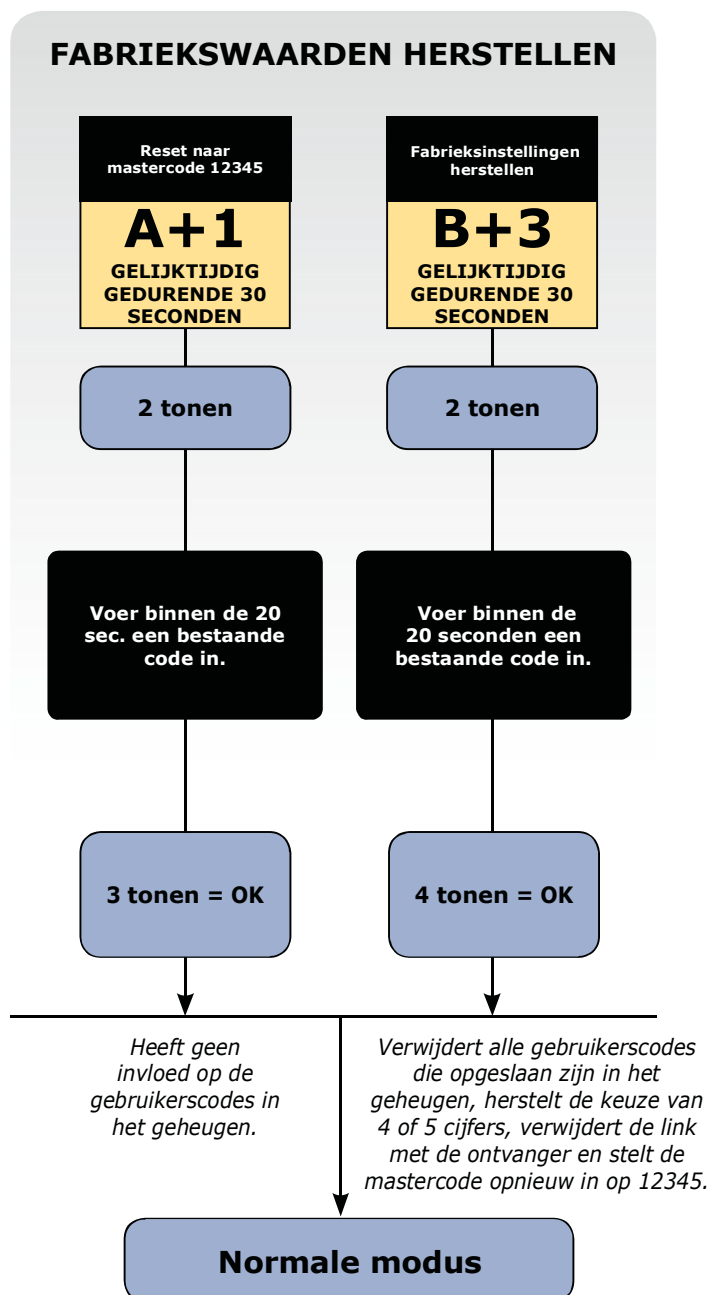 FABRIEKSWAARDEN HERSTELLEN
Reset naar
mastercode 12345
A+1
GELIJKTIJDIG
GEDURENDE 30
SECONDEN
2 tonen
Voer binnen de 20
sec. een bestaande
code in.
3 tonen = OK
Heeft geen
invloed op de
gebruikerscodes in
het geheugen.
Fabrieksinstellingen
herstellen
B+3
GELIJKTIJDIG
GEDURENDE 30
SECONDEN
2 tonen
Voer binnen de
20 seconden een
bestaande code in.
4 tonen = OK
Verwijdert alle gebruikerscodes
die opgeslaan zijn in het
geheugen, herstelt de keuze van
4 of 5 cijfers, verwijdert de link
met de ontvanger en stelt de
mastercode opnieuw in op 12345.
Normale modus